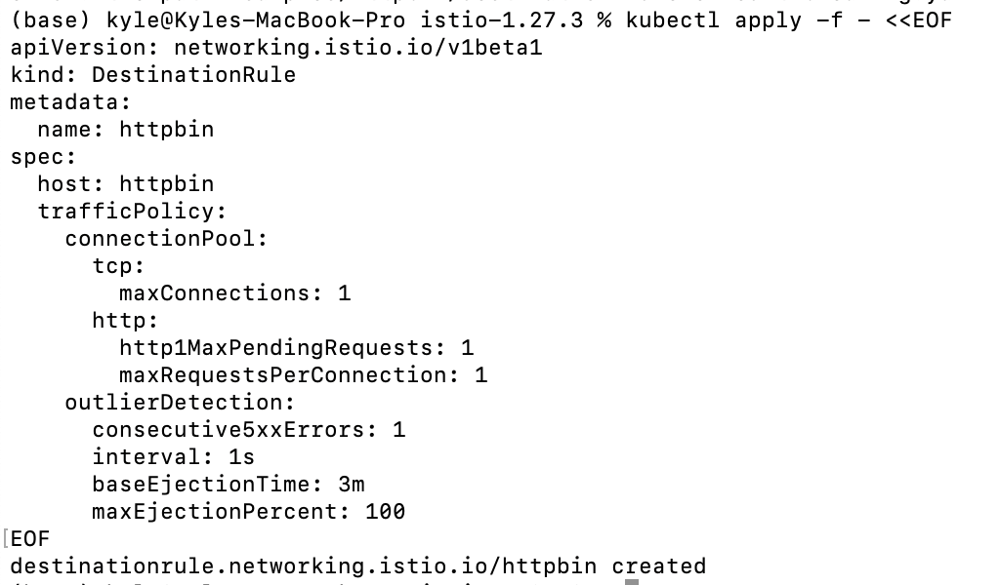 (base) kyle@Kyles-MacBook-Pro istio-1.27.3 % kubectl apply -f - <<EOF
apiVersion: networking.istio.io/v1beta1
kind: DestinationRule
metadata:
  name: httpbin
spec:
  host: httpbin
  trafficPolicy:
    connectionPool:
      tcp:
        maxConnections: 1
      http:
        http1MaxPendingRequests: 1
        maxRequestsPerConnection: 1
    outlierDetection:
      consecutive5xxErrors: 1
      interval: 1s
      baseEjectionTime: 3m
      maxEjectionPercent: 100
[EOF
destinationrule.networking.istio.io/httpbin created